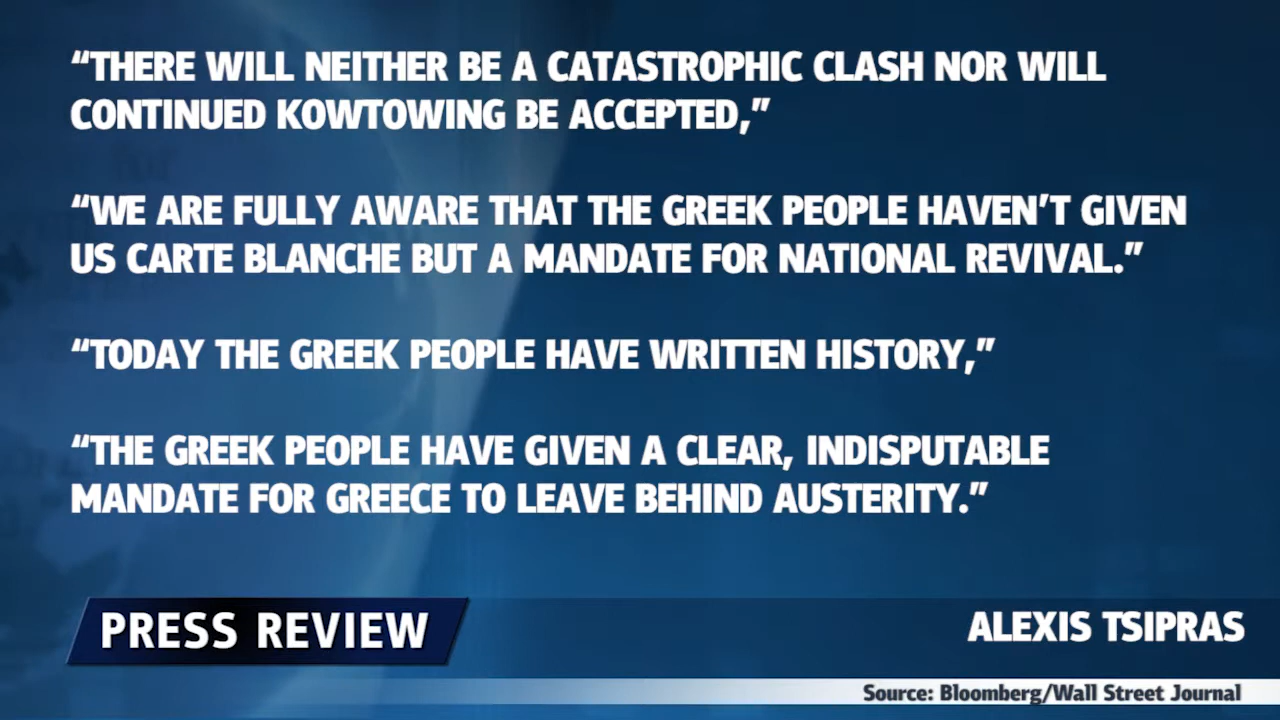 “THERE WILL NEITHER BE A CATASTROPHIC CLASH NOR WILL
CONTINUED KOWTOWING BE ACCEPTED,”
“WE ARE FULLY AWARE THAT THE GREEK PEOPLE HAVEN’T GIVEN
US CARTE BLANCHE BUT A MANDATE FOR NATIONAL REVIVAL.”
“TODAY THE GREEK PEOPLE HAVE WRITTEN HISTORY,”
“THE GREEK PEOPLE HAVE GIVEN A CLEAR, INDISPUTABLE
MANDATE FOR GREECE TO LEAVE BEHIND AUSTERITY.”
PRESS REVIEW
ALEXIS TSIPRAS
Source: Bloomberg/Wall Street Journal